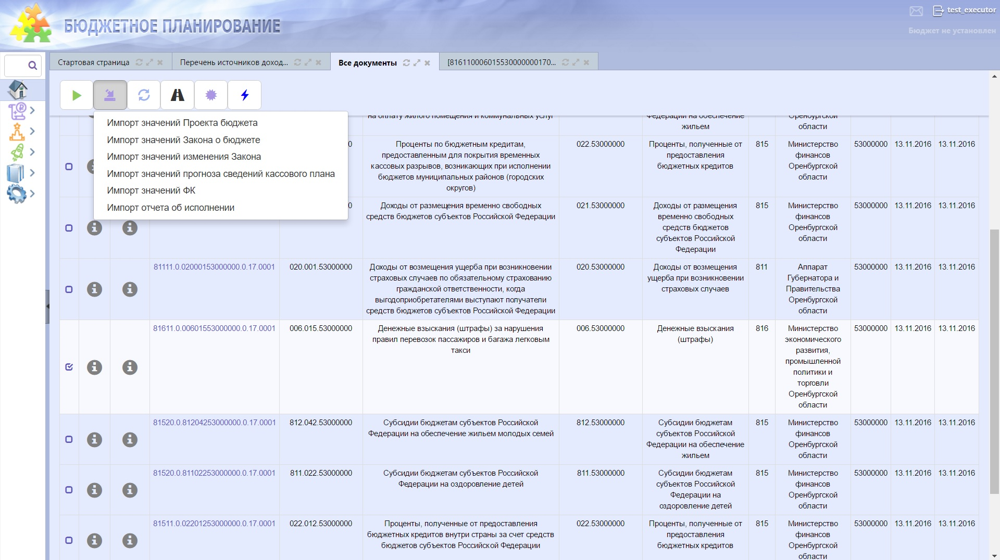 БЮДЖЕТНОЕ ПЛАНИРОВАНИЕ
test_executor
Бюджет не установлен
Стартовая страница
Перечень источников доход...
Все документы
[81611000601553000000017​0...
Импорт значений Проекта бюджета
Импорт значений Закона о бюджете
Импорт значений изменения Закона
Импорт значений прогноза сведений кассового плана
Импорт значений ФК
Импорт отчета об исполнении
на оплату жилого помещения и коммунальных услуг
Федерации на обеспечение
жильем
Оренбургской
области
0
Проценты по бюджетным кредитам,
предоставленным для покрытия временных
кассовых разрывов, возникающих при исполнении
бюджетов муниципальных районов (городских
округов)
022.53000000
Проценты, полученные от
предоставления
бюджетных кредитов
815
Министерство
финансов
Оренбургской
области
53000000
13.11.2016
13.11.2016
0
Доходы от размещения временно свободных
средств бюджетов субъектов Российской Федерации
021.53000000
Доходы от размещения
временно свободных
средств бюджетов
субъектов Российской
Федерации
815
Министерство
финансов
Оренбургской
области
53000000
13.11.2016
13.11.2016
81111.0.02000153000000.0.17.0001
020.001.53000000
Доходы от возмещения ущерба при возникновении
страховых случаев по обязательному страхованию
гражданской ответственности, когда
выгодоприобретателями выступают получатели
средств бюджетов субъектов Российской Федерации
020.53000000
Доходы от возмещения
ущерба при возникновении
страховых случаев
811
Аппарат
Губернатора и
Правительства
Оренбургской
области
53000000
13.11.2016
13.11.2016
81611.0.00601553000000.0.17.0001
006.015.53000000
Денежные взыскания (штрафы) за нарушения
правил перевозок пассажиров и багажа легковым
такси
006.53000000
Денежные взыскания
(штрафы)
816
Министерство
экономического
развития,
промышленной
политики и
торговли
Оренбургской
области
53000000
13.11.2016
13.11.2016
81520.0.81204253000000.0.17.0001
812.042.53000000
Субсидии бюджетам субъектов Российской
Федерации на обеспечение жильем молодых семей
812.53000000
Субсидии бюджетам
субъектов Российской
Федерации на обеспечение
жильем
815
Министерство
финансов
Оренбургской
области
53000000
13.11.2016
13.11.2016
81520.0.81102253000000.0.17.0001
811.022.53000000
Субсидии бюджетам субъектов Российской
Федерации на оздоровление детей
811.53000000
Субсидии бюджетам
субъектов Российской
Федерации на
оздоровление детей
815
Министерство
финансов
Оренбургской
области
53000000
13.11.2016
13.11.2016
81511.0.02201253000000.0.17.0001
022.012.53000000
Проценты, полученные от предоставления
бюджетных кредитов внутри страны за счет средств
бюджетов субъектов Российской Федерации
022.53000000
Проценты, полученные от
предоставления
бюджетных кредитов
815
Министерство
финансов
Оренбургской
области
53000000
13.11.2016
13.11.2016